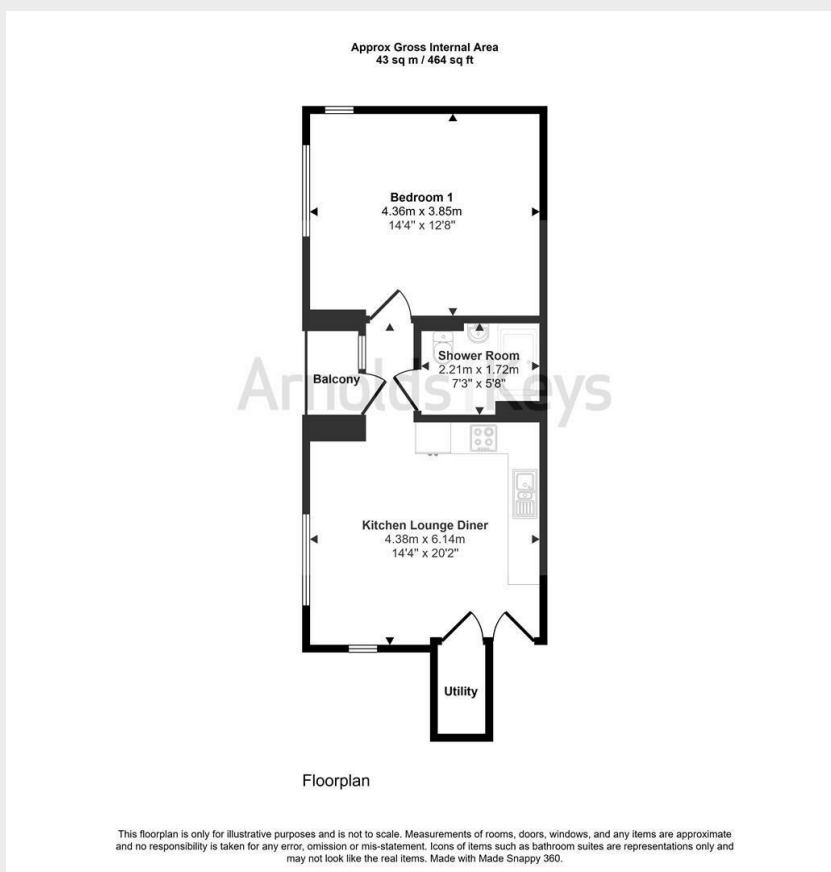 Approx Gross Internal Area
43 sq m / 464 sq ft
Bedroom 1
4.36m x 3.85m
14'4" x 12'8"
Shower Room
2.21m x 1.72m
7'3" x 5'8"
Balcony
Arnolds Keys
Kitchen Lounge Diner
4.38m x 6.14m
14'4" x 20'2"
Utility
Floorplan
This floorplan is only for illustrative purposes and is not to scale. Measurements of rooms, doors, windows, and any items are approximate
and no responsibility is taken for any error, omission or mis-statement. Icons of items such as bathroom suites are representations only and
may not look like the real items. Made with Made Snappy 360.